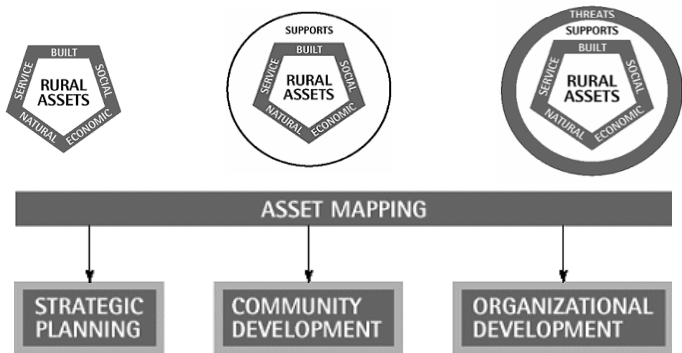 BUILT
SERVICE
SOCIAL
RURAL
ASSETS
NATURAL
ECONOMIC
SUPPORTS
BUILT
SERVICE
SOCIAL
RURAL
ASSETS
NATURAL
ECONOMIC
THREATS
SUPPORTS
BUILT
SERVICE
SOCIAL
RURAL
ASSETS
NATURAL
ECONOMIC
ASSET MAPPING
STRATEGIC
PLANNING
COMMUNITY
DEVELOPMENT
ORGANIZATIONAL
DEVELOPMENT